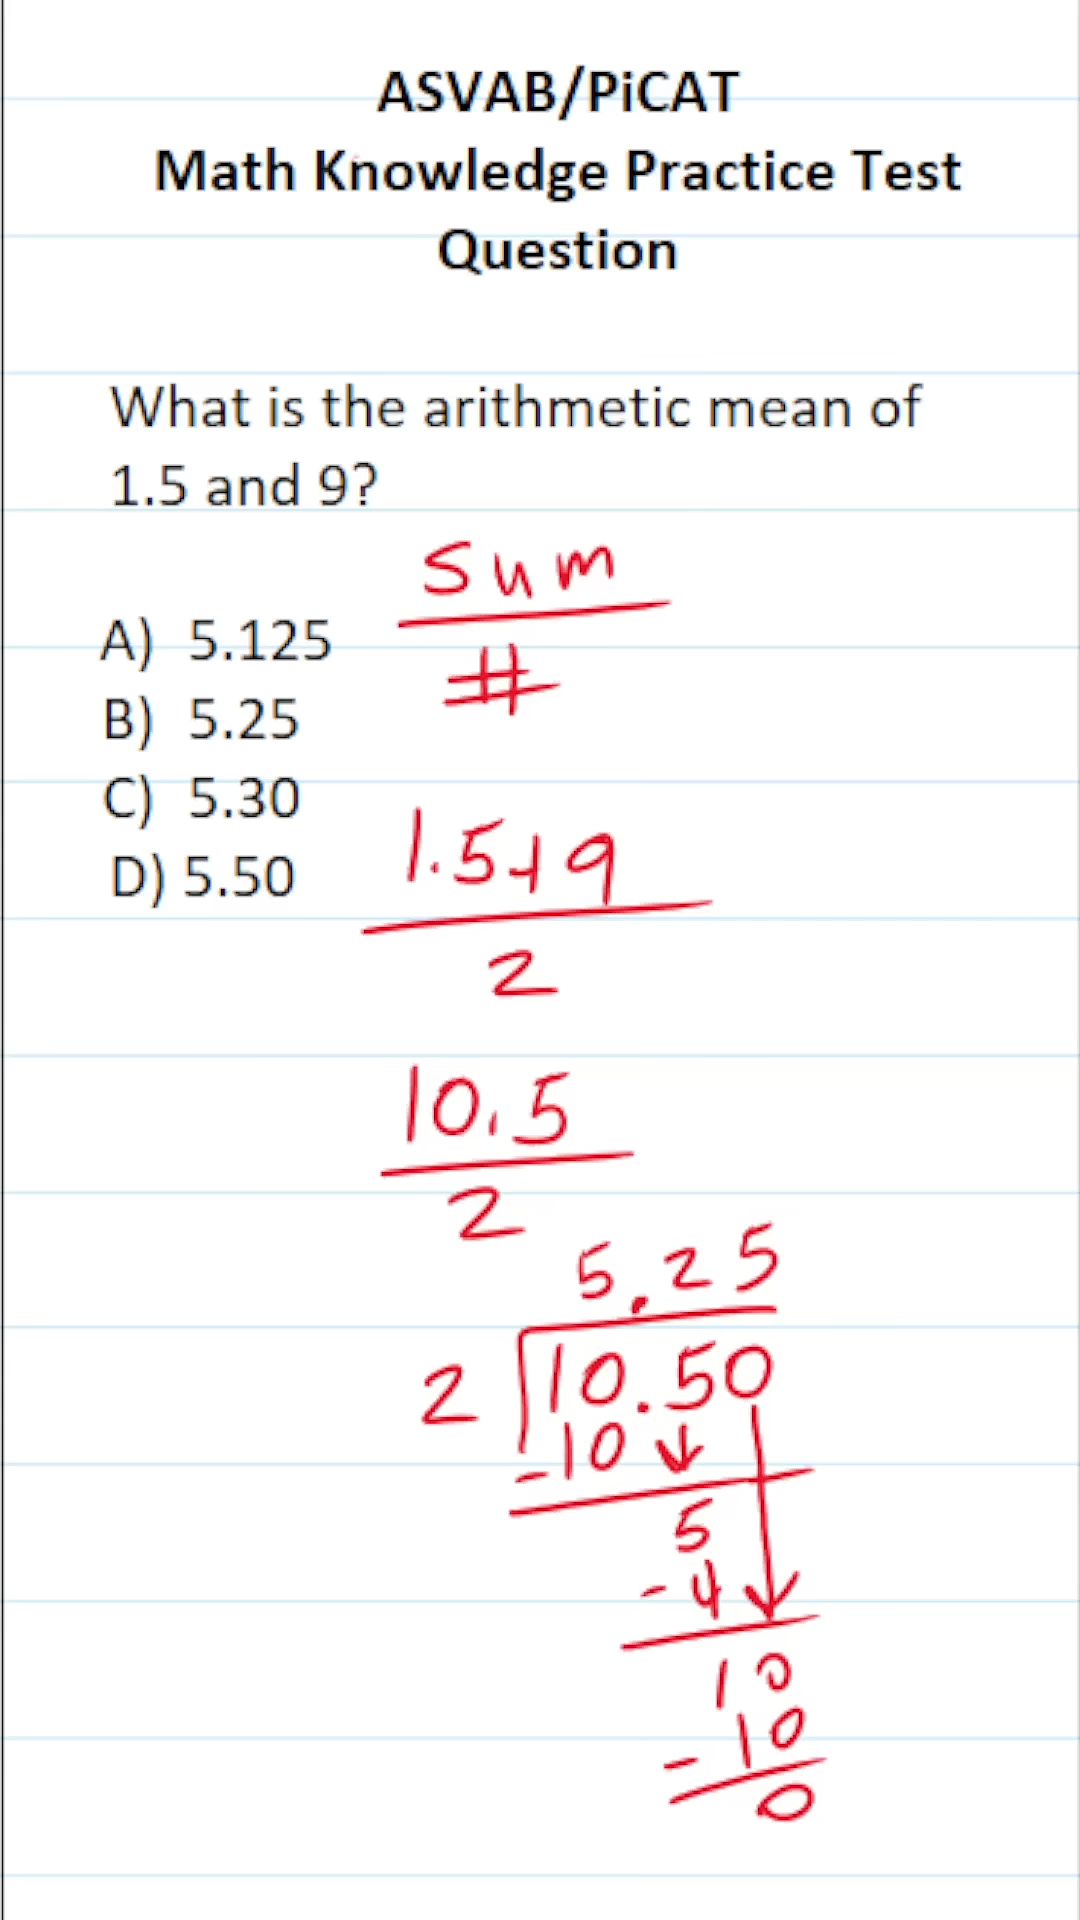 ASVAB/PiCAT
Math Knowledge Practice Test
Question
What is the arithmetic mean of
1.5 and 9?
Sum
#
A) 5.125
B) 5.25
C) 5.30
D) 5.50
1.5+9
2
10.5
2
5.25
2 10.50
-10
5
-4
10
-10
0